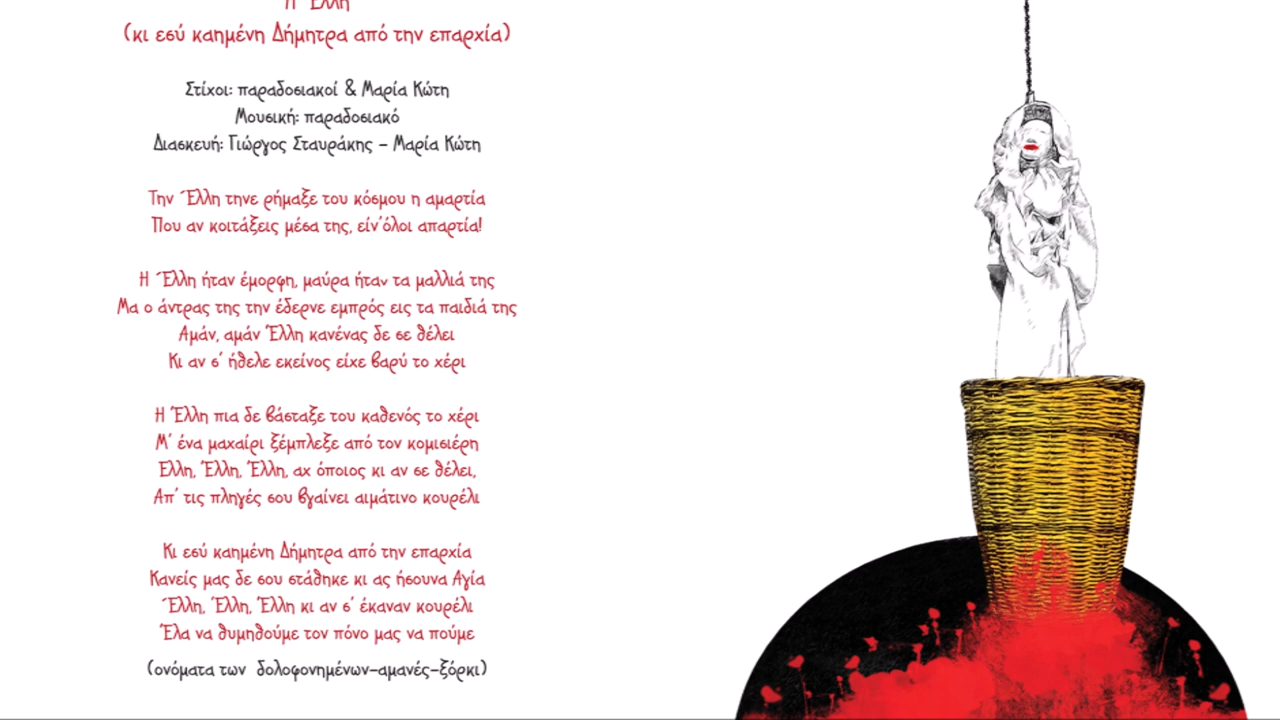 Η Έλλη
(κι εσύ καημένη Δήμητρα από την επαρχία)
Στίχοι: παραδοσιακοί & Μαρία Κώτη
Μουσική: παραδοσιακό
Διασκευή: Γιώργος Σταυράκης – Μαρία Κώτη
Την Έλλη τηνε ρήμαξε του κόσμου η αμαρτία
Που αν κοιτάξεις μέσα της, είν'όλοι απαρτία!
Η Έλλη ήταν έμορφη, μαύρα ήταν τα μαλλιά της
Μα ο άντρας της την έδερνε εμπρός εις τα παιδιά της
Αμάν, αμάν Έλλη κανένας δε σε θέλει
Κι αν σ' ήθελε εκείνος είχε βαρύ το χέρι
Η Έλλη πια δε βάσταξε του καθενός το χέρι
Μ' ένα μαχαίρι ξέμπλεξε από τον κομισιέρη
Έλλη, Έλλη, Έλλη, αχ όποιος κι αν σε θέλει,
Απ' τις πληγές σου βγαίνει αιμάτινο κουρέλι
Κι εσύ καημένη Δήμητρα από την επαρχία
Κανείς μας δε σου στάθηκε κι ας ήσουνα Αγία
Έλλη, Έλλη, Έλλη κι αν σ' έκαναν κουρέλι
Έλα να θυμηθούμε τον πόνο μας να πούμε
(ονόματα των δολοφονημένων–αμανές–ξόρκι)